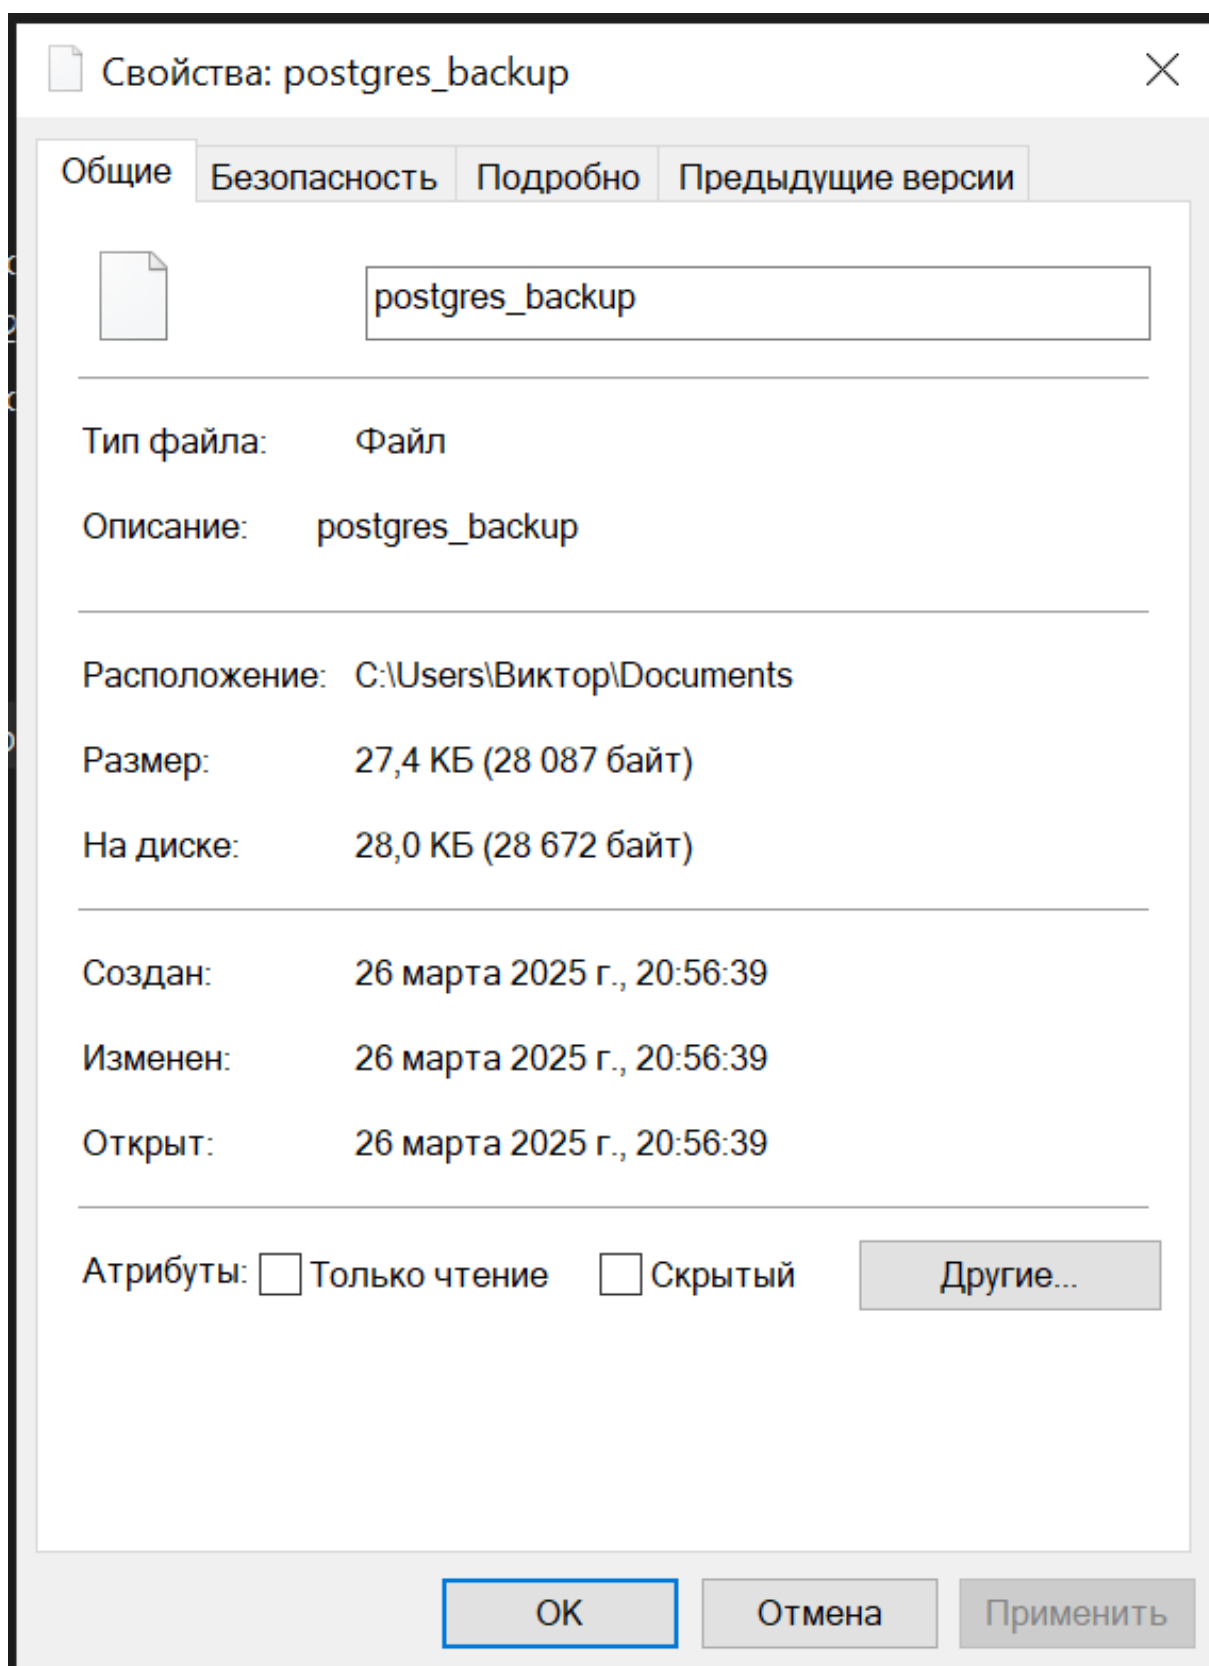 Свойства: postgres_backup
Общие Безопасность Подробно Предыдущие версии
postgres_backup
Тип файла: Файл
Описание: postgres_backup
Расположение: C:\Users\Виктор\Documents
Размер: 27,4 КБ (28 087 байт)
На диске: 28,0 КБ (28 672 байт)
Создан: 26 марта 2025 г., 20:56:39
Изменен: 26 марта 2025 г., 20:56:39
Открыт: 26 марта 2025 г., 20:56:39
Атрибуты: Только чтение Скрытый Другие...
ОК Отмена Применить